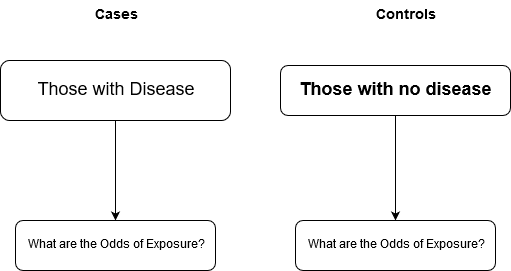 Cases
Controls
Those with Disease
Those with no disease
What are the Odds of Exposure?
What are the Odds of Exposure?